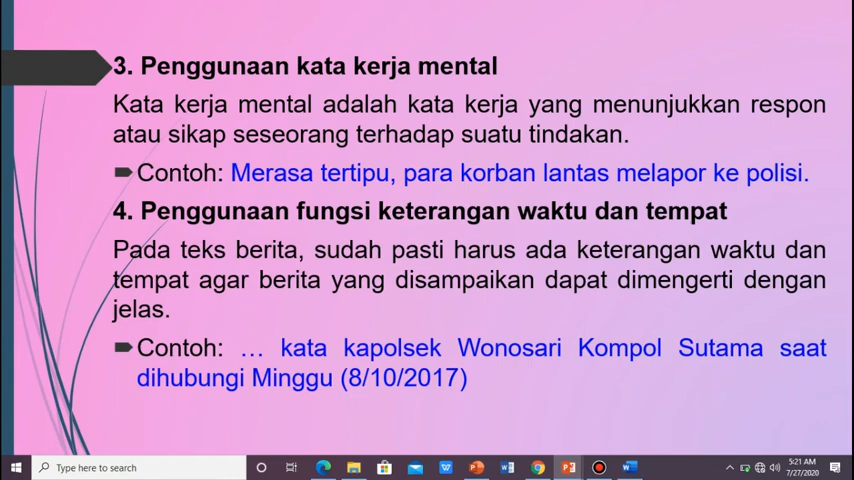 3. Penggunaan kata kerja mental
Kata kerja mental adalah kata kerja yang menunjukkan respon
atau sikap seseorang terhadap suatu tindakan.
Contoh: Merasa tertipu, para korban lantas melapor ke polisi.
4. Penggunaan fungsi keterangan waktu dan tempat
Pada teks berita, sudah pasti harus ada keterangan waktu dan
tempat agar berita yang disampaikan dapat dimengerti dengan
jelas.
Contoh: … kata kapolsek Wonosari Kompol Sutama saat
dihubungi Minggu (8/10/2017)
Type here to search
5:21 AM
7/27/2020